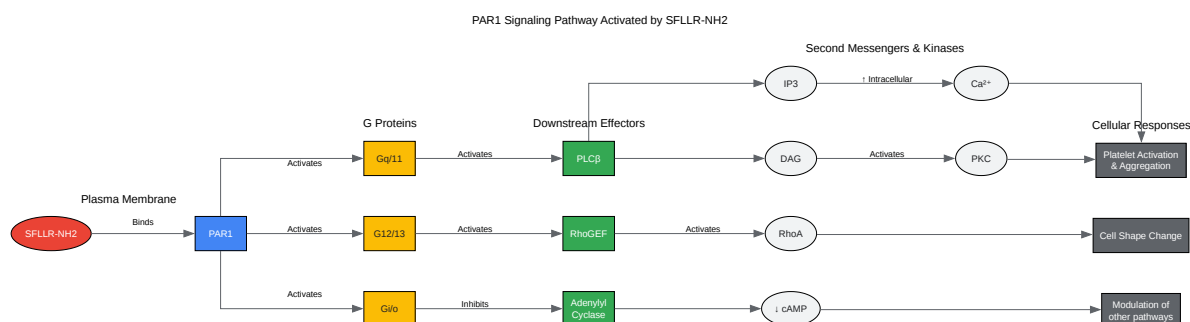 PAR1 Signaling Pathway Activated by SFLLR-NH2
Second Messengers & Kinases
IP3
↑ Intracellular
Ca²⁺
G Proteins
Downstream Effectors
Cellular Responses
Activates
Gq/11
Activates
PLCβ
DAG
Activates
PKC
Platelet Activation
& Aggregation
Plasma Membrane
SFLLR-NH2
Binds
PAR1
Activates
G12/13
Activates
RhoGEF
Activates
RhoA
Cell Shape Change
Activates
Gi/o
Inhibits
Adenylyl
Cyclase
↓ cAMP
Modulation of
other pathways